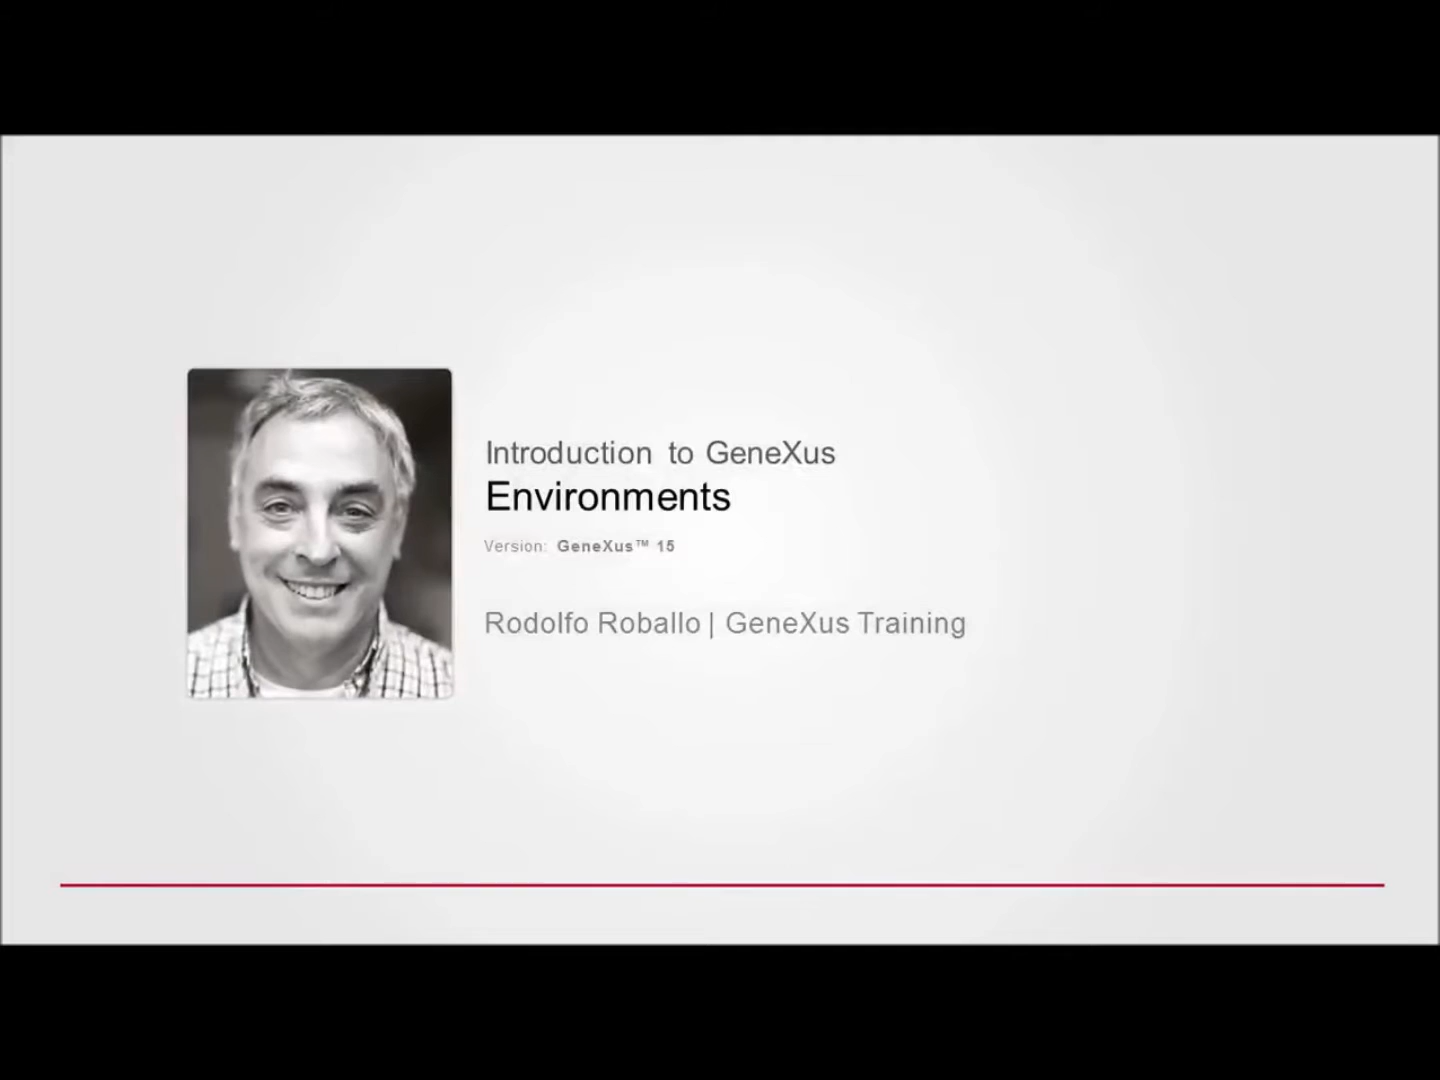 Introduction to GeneXus
Environments
Version: GeneXus™ 15
Rodolfo Roballo | GeneXus Training